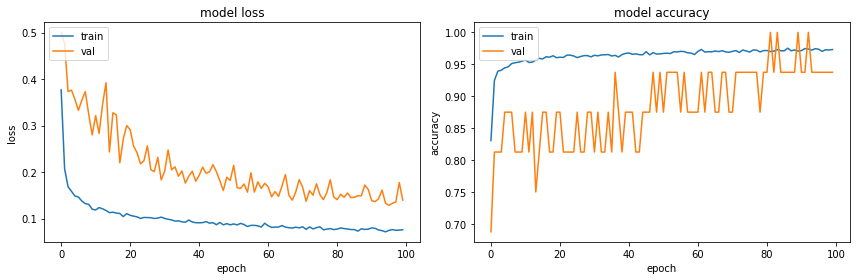 model loss
train
val
0.5
0.4
0.3
0.2
0.1
loss
0 20 40 60 80 100
epoch
model accuracy
train
val
1.00
0.95
0.90
0.85
0.80
0.75
0.70
accuracy
0 20 40 60 80 100
epoch